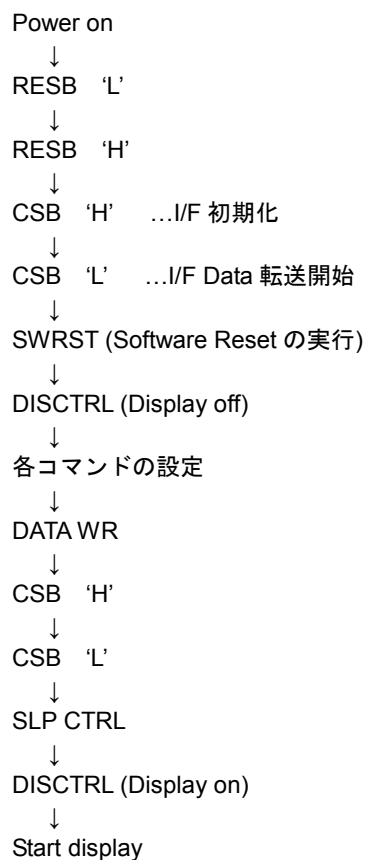 Power on
↓
RESB ‘L’
↓
RESB ‘H’
↓
CSB ‘H’ …I/F 初期化
↓
CSB ‘L’ …I/F Data 転送開始
↓
SWRST (Software Reset の実行)
↓
DISCTRL (Display off)
↓
各コマンドの設定
↓
DATA WR
↓
CSB ‘H’
↓
CSB ‘L’
↓
SLP CTRL
↓
DISCTRL (Display on)
↓
Start display